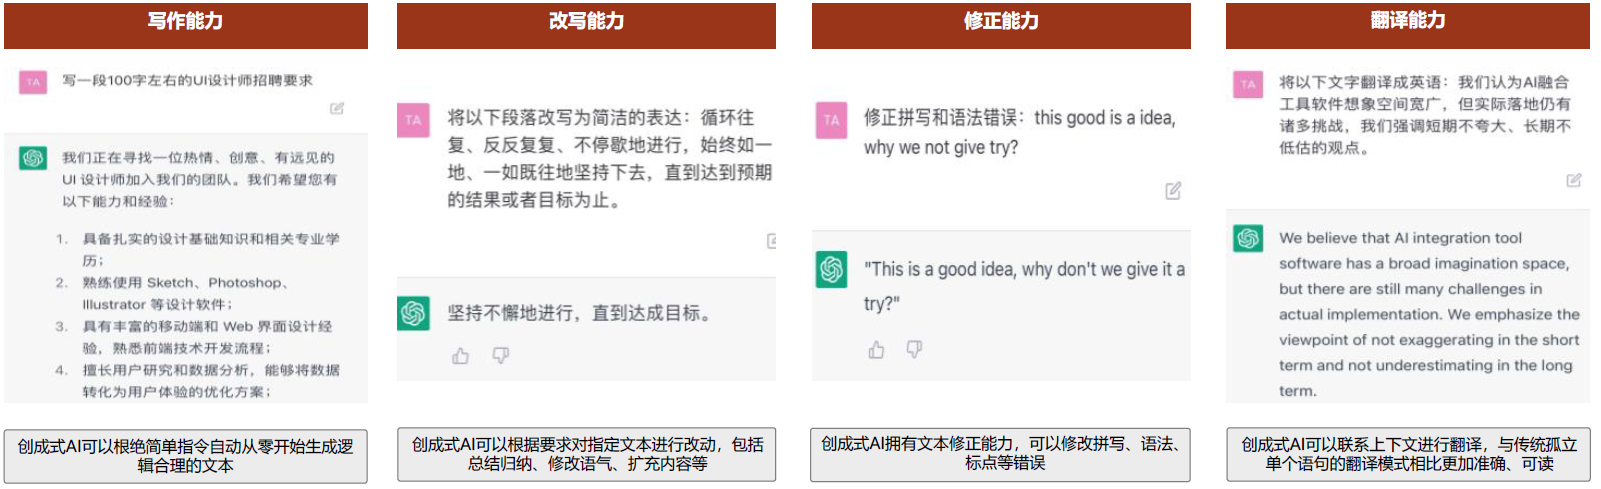 写作能力
TA
写一段100字左右的UI设计师招聘要求
我们正在寻找一位热情、创意、有远见的
UI 设计师加入我们的团队。我们希望您有
以下能力和经验：
1. 具备扎实的设计基础知识和相关专业学
历；
2. 熟练使用 Sketch、Photoshop、
Illustrator 等设计软件；
3. 具有丰富的移动端和 Web 界面设计经
验，熟悉前端技术开发流程；
4. 擅长用户研究和数据分析，能够将数据
转化为用户体验的优化方案；
创成式AI可以根绝简单指令自动从零开始生成逻
辑合理的文本
改写能力
TA
将以下段落改写为简洁的表达：循环往
复、反反复复、不停歇地进行，始终如一
地、一如既往地坚持下去，直到达到预期
的结果或者目标为止。
坚持不懈地进行，直到达成目标。
创成式AI可以根据要求对指定文本进行改动，包括
总结归纳、修改语气、扩充内容等
修正能力
TA
修正拼写和语法错误：this good is a idea,
why we not give try?
"This is a good idea, why don't we give it a
try?"
创成式AI拥有文本修正能力，可以修改拼写、语法、
标点等错误
翻译能力
TA
将以下文字翻译成英语：我们认为AI融合
工具软件想象空间宽广，但实际落地仍有
诸多挑战，我们强调短期不夸大、长期不
低估的观点。
We believe that AI integration tool
software has a broad imagination space,
but there are still many challenges in
actual implementation. We emphasize the
viewpoint of not exaggerating in the short
term and not underestimating in the long
term.
创成式AI可以联系上下文进行翻译，与传统孤立
单个语句的翻译模式相比更加准确、可读